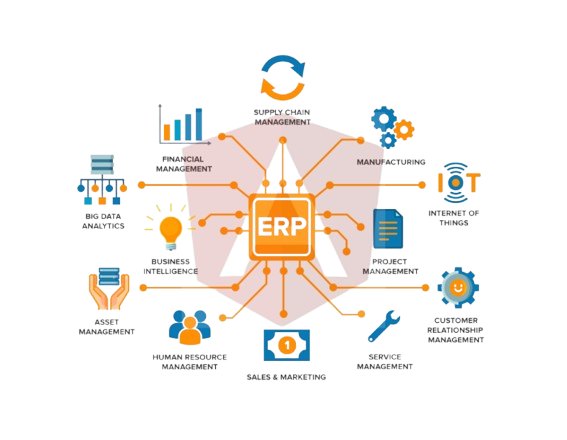 SUPPLY CHAIN
MANAGEMENT
FINANCIAL
MANAGEMENT
MANUFACTURING
BIG DATA
ANALYTICS
IOT
INTERNET OF
THINGS
ERP
BUSINESS
INTELLIGENCE
PROJECT
MANAGEMENT
ASSET
MANAGEMENT
CUSTOMER
RELATIONSHIP
MANAGEMENT
HUMAN RESOURCE
MANAGEMENT
1
SALES & MARKETING
SERVICE
MANAGEMENT